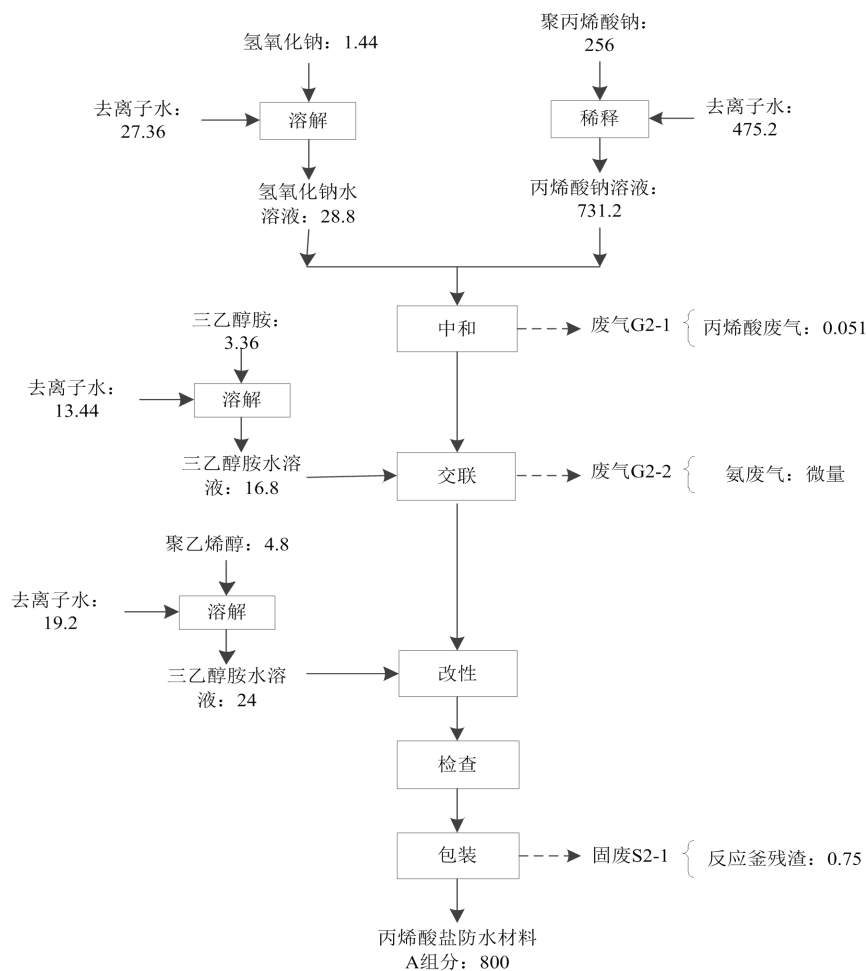 氢氧化钠：1.44
聚丙烯酸钠：
256
去离子水：
27.36
溶解
稀释
去离子水：
475.2
氢氧化钠水
溶液：28.8
丙烯酸钠溶液：
731.2
三乙醇胺：
3.36
中和
废气G2-1
丙烯酸废气：0.051
去离子水：
13.44
溶解
三乙醇胺水溶
液：16.8
交联
废气G2-2
氨废气：微量
聚乙烯醇：4.8
去离子水：
19.2
溶解
三乙醇胺水溶
液：24
改性
检查
包装
固废S2-1
反应釜残渣：0.75
丙烯酸盐防水材料
A组分：800